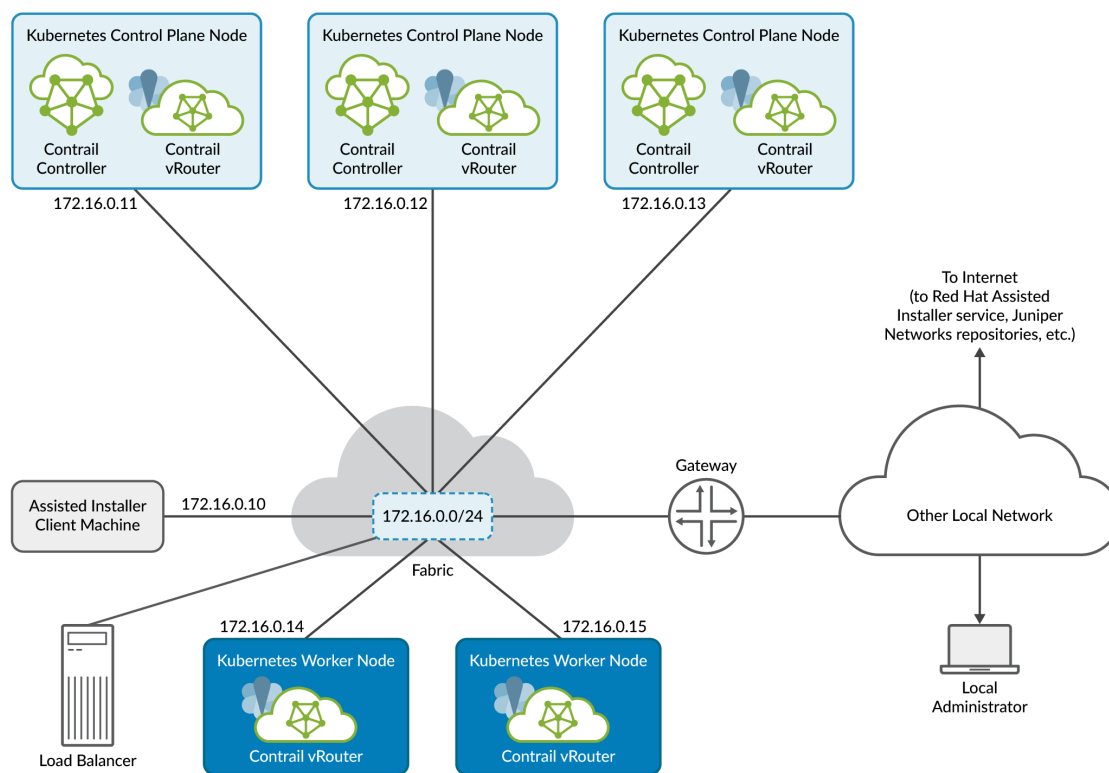 Kubernetes Control Plane Node
Contrail
Controller
Contrail
vRouter
172.16.0.11
Kubernetes Control Plane Node
Contrail
Controller
Contrail
vRouter
172.16.0.12
Kubernetes Control Plane Node
Contrail
Controller
Contrail
vRouter
172.16.0.13
To Internet
(to Red Hat Assisted
Installer service, Juniper
Networks repositories, etc.)
Assisted Installer
Client Machine
172.16.0.10
172.16.0.0/24
Fabric
Gateway
Other Local Network
Load Balancer
172.16.0.14
Kubernetes Worker Node
Contrail vRouter
172.16.0.15
Kubernetes Worker Node
Contrail vRouter
Local
Administrator